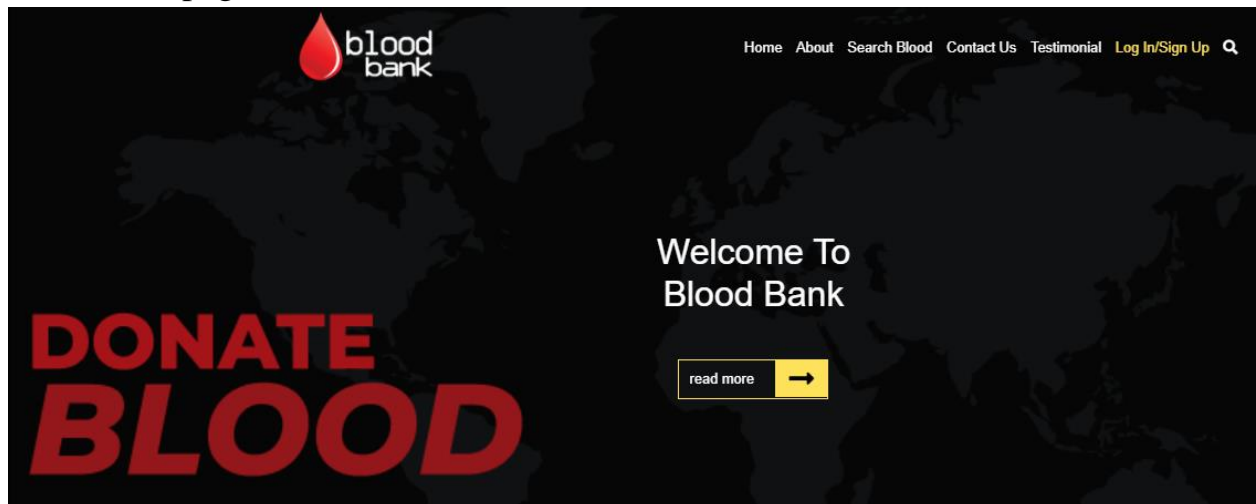 blood
bank
Home About Search Blood Contact Us Testimonial Log In/Sign Up
Welcome To
Blood Bank
read more
DONATE
BLOOD